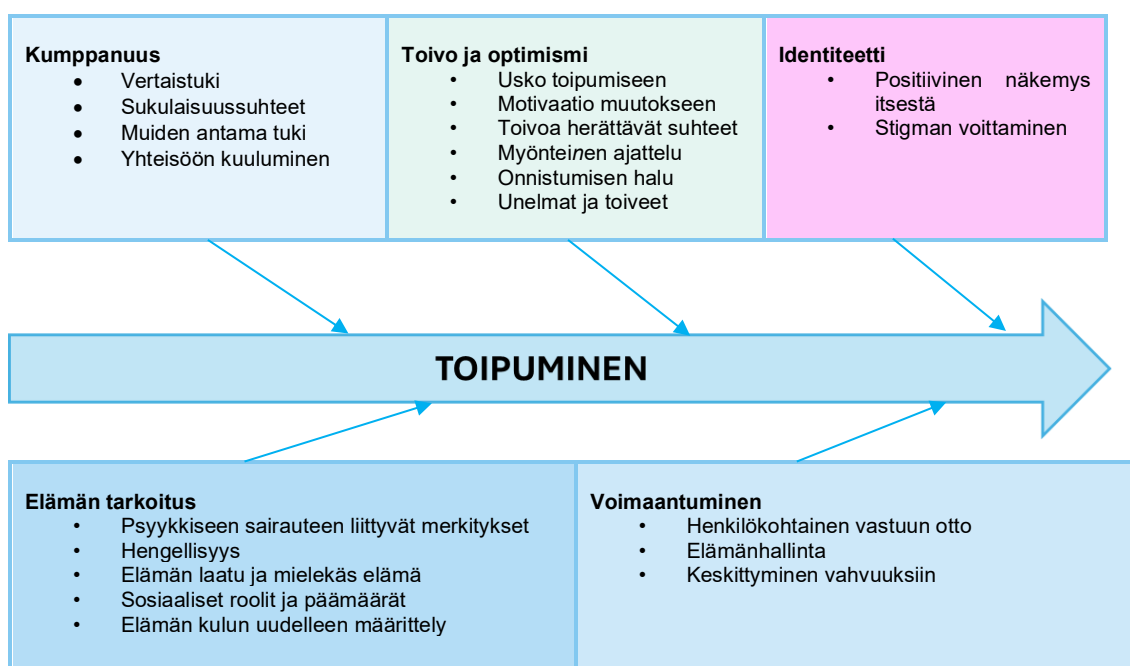 Kumppanuus
• Vertaistuki
• Sukulaisuussuhteet
• Muiden antama tuki
• Yhteisöön kuuluminen
Toivo ja optimismi
• Usko toipumiseen
• Motivaatio muutokseen
• Toivoa herättävät suhteet
• Myönteinen ajattelu
• Onnistumisen halu
• Unelmat ja toiveet
Identiteetti
• Positiivinen näkemys
itsestä
• Stigman voittaminen
TOIPUMINEN
Elämän tarkoitus
• Psyykkiseen sairauteen liittyvät merkitykset
• Hengellisyys
• Elämän laatu ja mielekäs elämä
• Sosiaaliset roolit ja päämäärät
• Elämän kulun uudelleen määrittely
Voimaantuminen
• Henkilökohtainen vastuun otto
• Elämänhallinta
• Keskittyminen vahvuuksiin